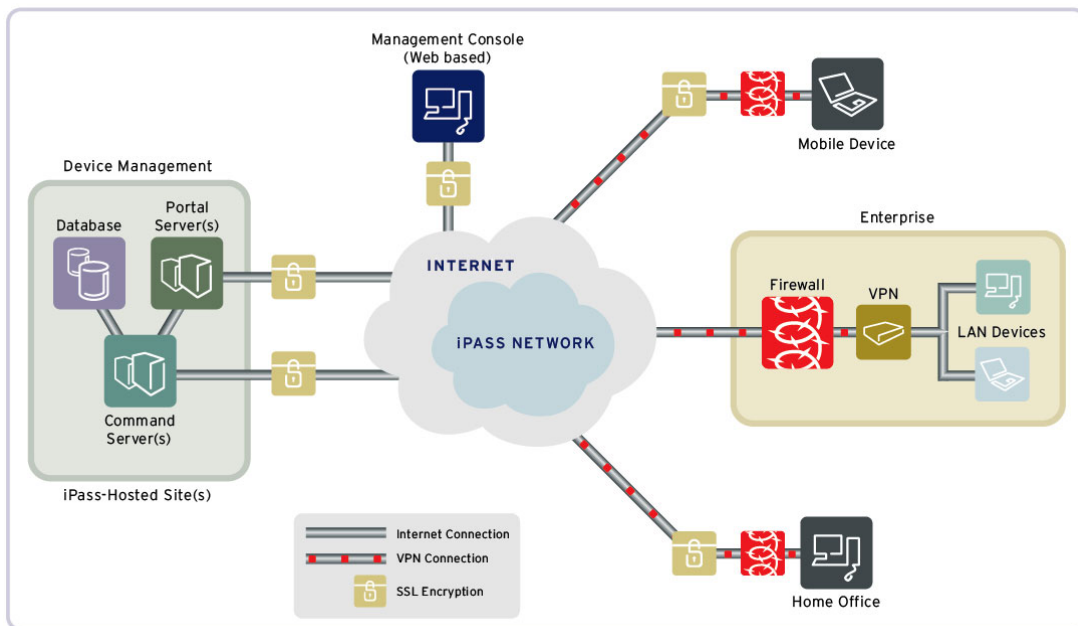 Management Console
(Web based)
Mobile Device
Device Management
Database
Portal
Server(s)
Command
Server(s)
iPass-Hosted Site(s)
INTERNET
iPASS NETWORK
Enterprise
Firewall
VPN
LAN Devices
Internet Connection
VPN Connection
SSL Encryption
Home Office